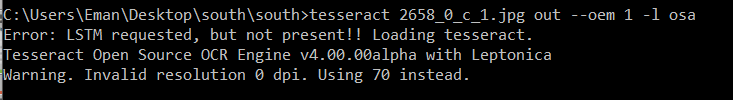 C:\Users\Eman\Desktop\south\south>tesseract 2658_0_c_1.jpg out --oem 1 -l osa
Error: LSTM requested, but not present!! Loading tesseract.
Tesseract Open Source OCR Engine v4.00.00alpha with Leptonica
Warning. Invalid resolution 0 dpi. Using 70 instead.